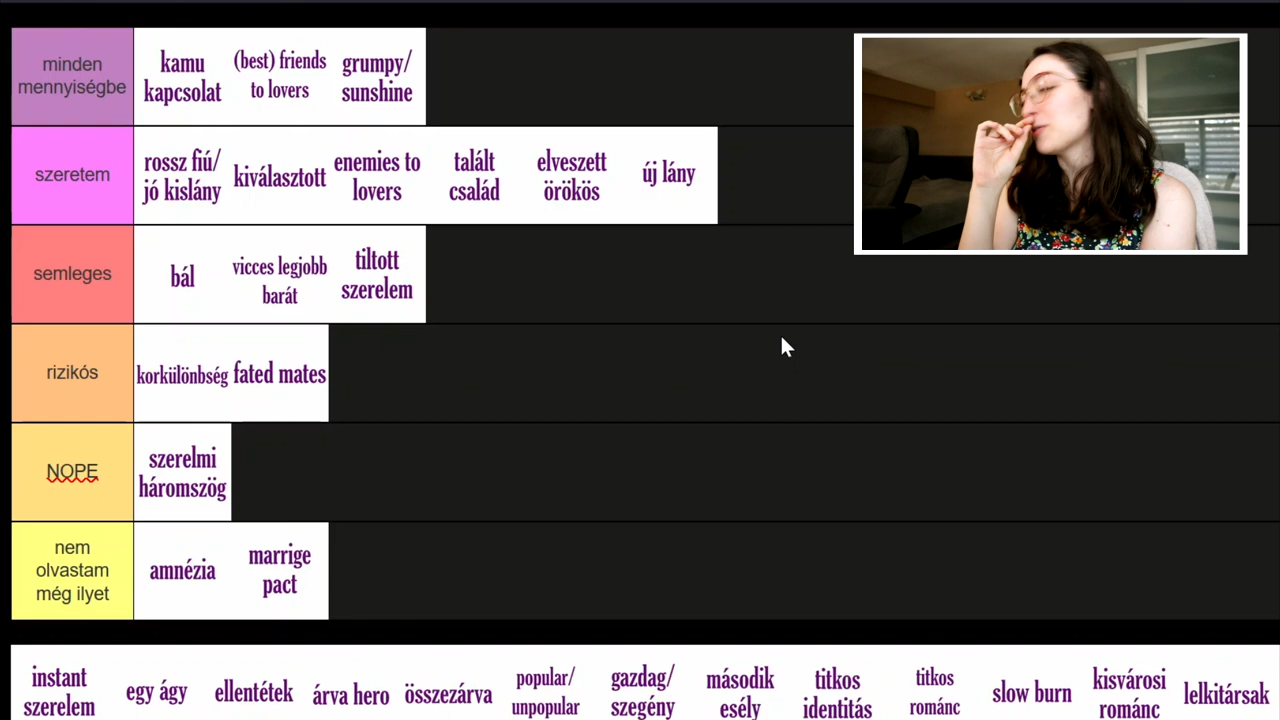 minden
mennyiségbe
kamu
kapcsolat
(best) friends
to lovers
grumpy/
sunshine
szeretem
rossz fiú/
jó kislány
kiválasztott
enemies to
lovers
talált
család
elveszett
örökös
új lány
semleges
bál
vicces legjobb
barát
tiltott
szerelem
rizikós
korkülönbség
fated mates
NOPE
szerelmi
háromszög
nem
olvastam
még ilyet
amnézia
marrige
pact
instant
szerelem
egy ágy
ellentétek
árva hero
összezárva
popular/
unpopular
gazdag/
szegény
második
esély
titkos
identitás
titkos
románc
slow burn
kisvárosi
románc
lelkitársak